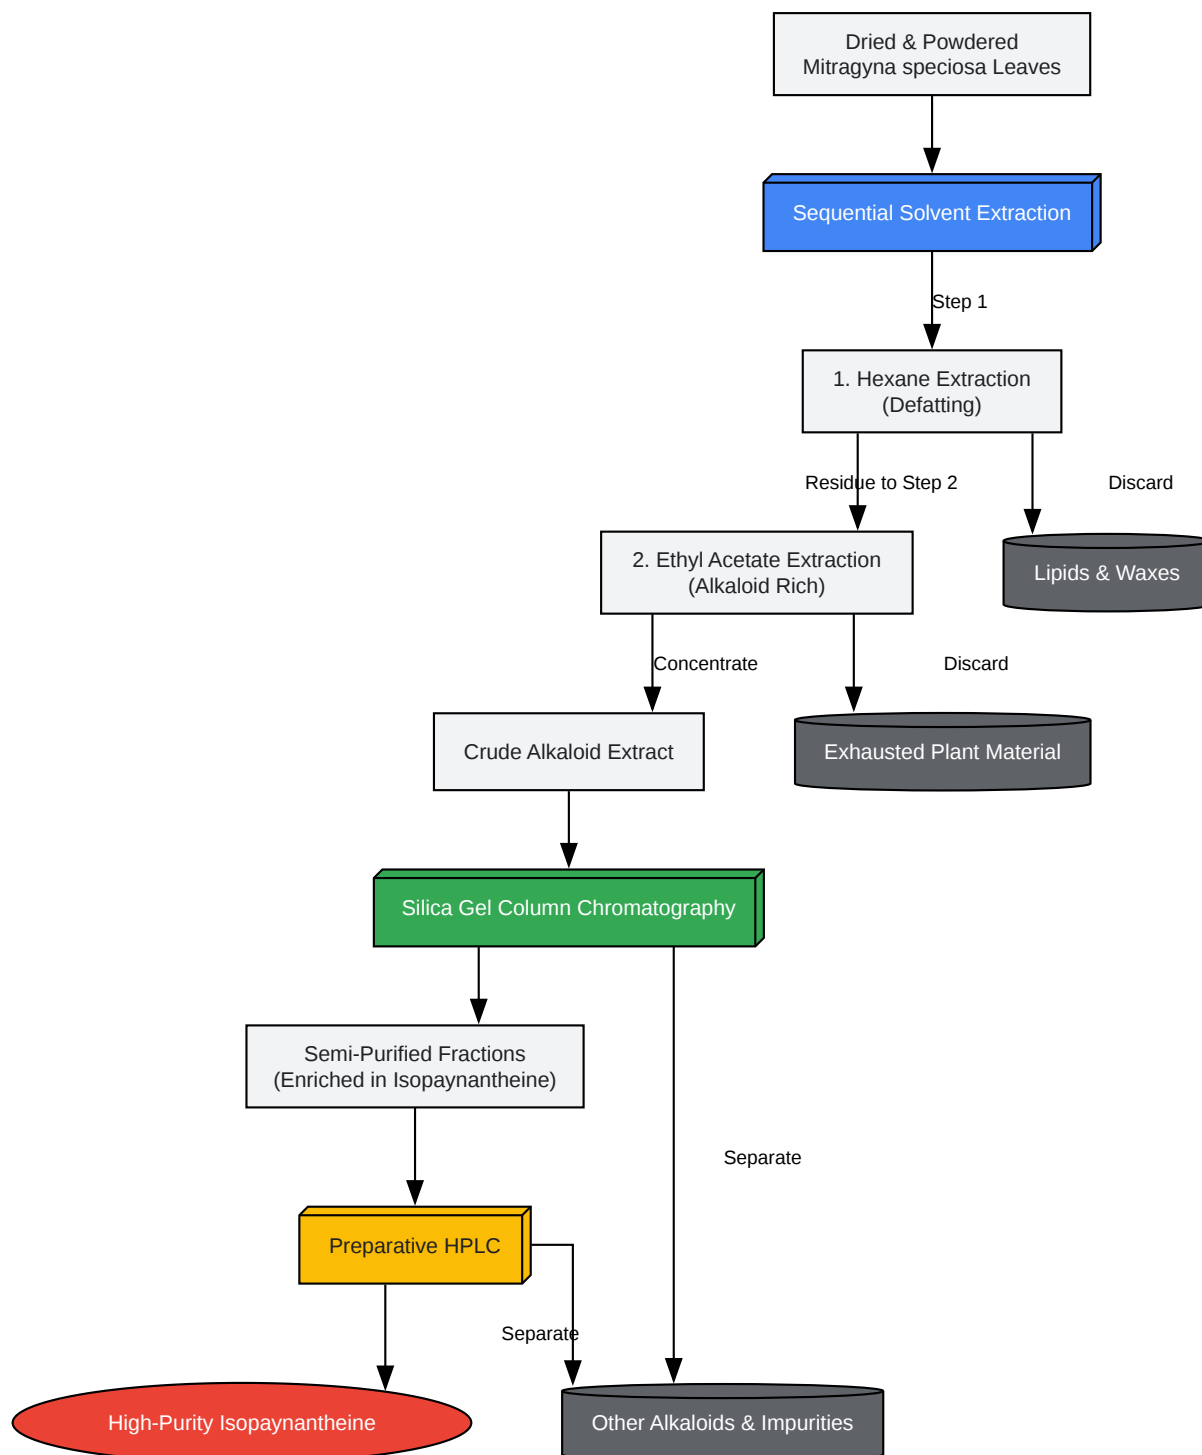 Dried & Powdered
Mitragyna speciosa Leaves
Sequential Solvent Extraction
Step 1
1. Hexane Extraction
(Defatting)
Residue to Step 2
Discard
2. Ethyl Acetate Extraction
(Alkaloid Rich)
Lipids & Waxes
Concentrate
Discard
Crude Alkaloid Extract
Exhausted Plant Material
Silica Gel Column Chromatography
Semi-Purified Fractions
(Enriched in Isopaynantheine)
Separate
Preparative HPLC
Separate
High-Purity Isopaynantheine
Other Alkaloids & Impurities